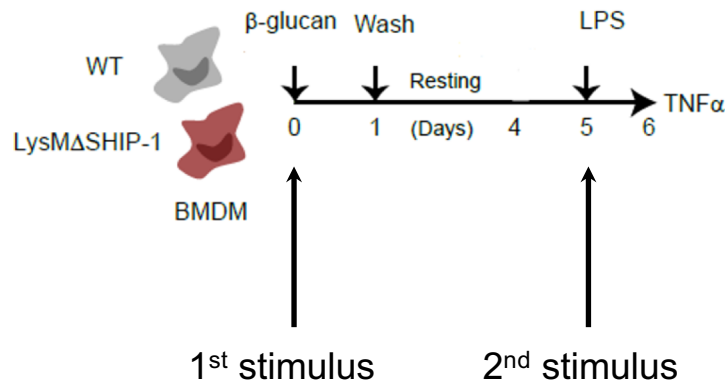 β-glucan Wash LPS
WT
Resting
TNFα
0 1 (Days) 4 5 6
LysMΔSHIP-1
BMDM
1st stimulus 2nd stimulus